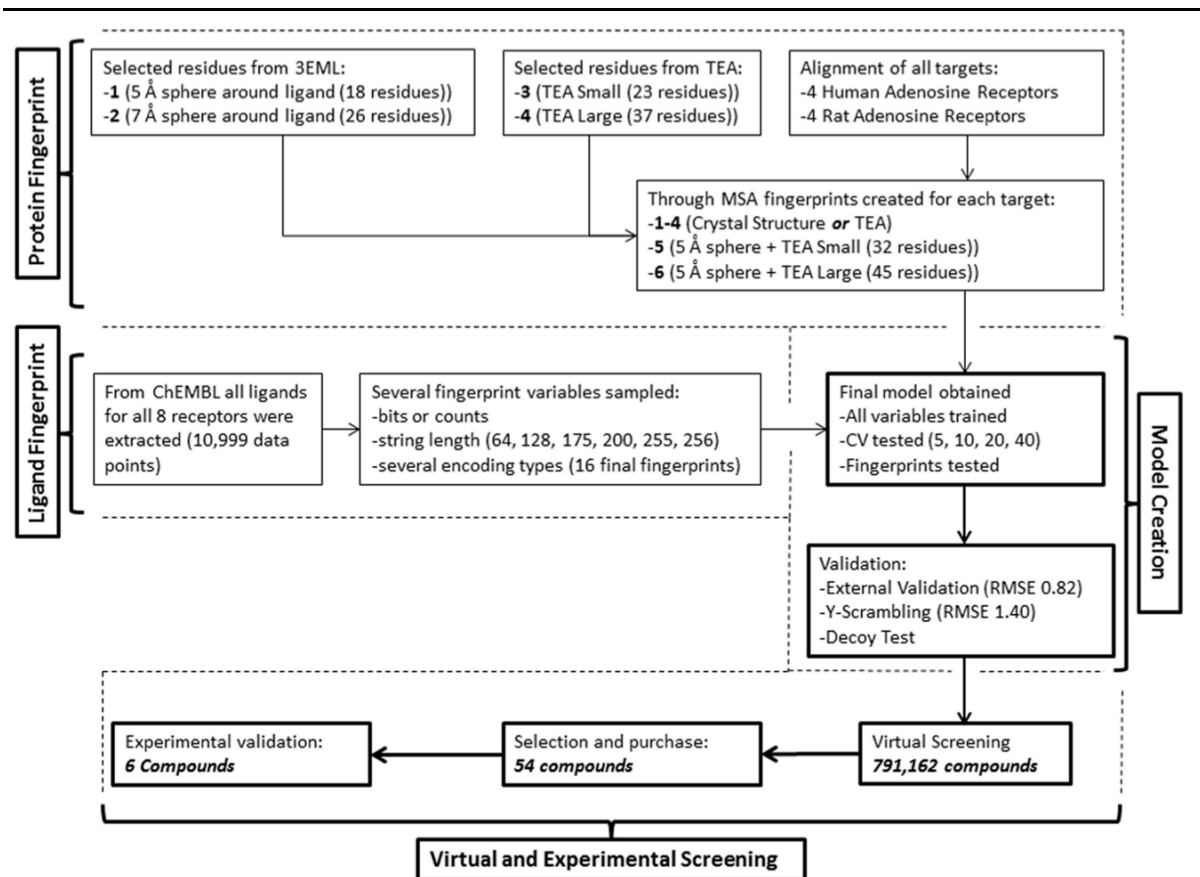 Protein Fingerprint
Selected residues from 3EML:
-1 (5 Å sphere around ligand (18 residues))
-2 (7 Å sphere around ligand (26 residues))
Selected residues from TEA:
-3 (TEA Small (23 residues))
-4 (TEA Large (37 residues))
Alignment of all targets:
-4 Human Adenosine Receptors
-4 Rat Adenosine Receptors
Through MSA fingerprints created for each target:
-1-4 (Crystal Structure or TEA)
-5 (5 Å sphere + TEA Small (32 residues))
-6 (5 Å sphere + TEA Large (45 residues))
Ligand Fingerprint
From ChEMBL all ligands
for all 8 receptors were
extracted (10,999 data
points)
Several fingerprint variables sampled:
-bits or counts
-string length (64, 128, 175, 200, 255, 256)
-several encoding types (16 final fingerprints)
Final model obtained
-All variables trained
-CV tested (5, 10, 20, 40)
-Fingerprints tested
Model Creation
Validation:
-External Validation (RMSE 0.82)
-Y-Scrambling (RMSE 1.40)
-Decoy Test
Experimental validation:
6 Compounds
Selection and purchase:
54 compounds
Virtual Screening
791,162 compounds
Virtual and Experimental Screening